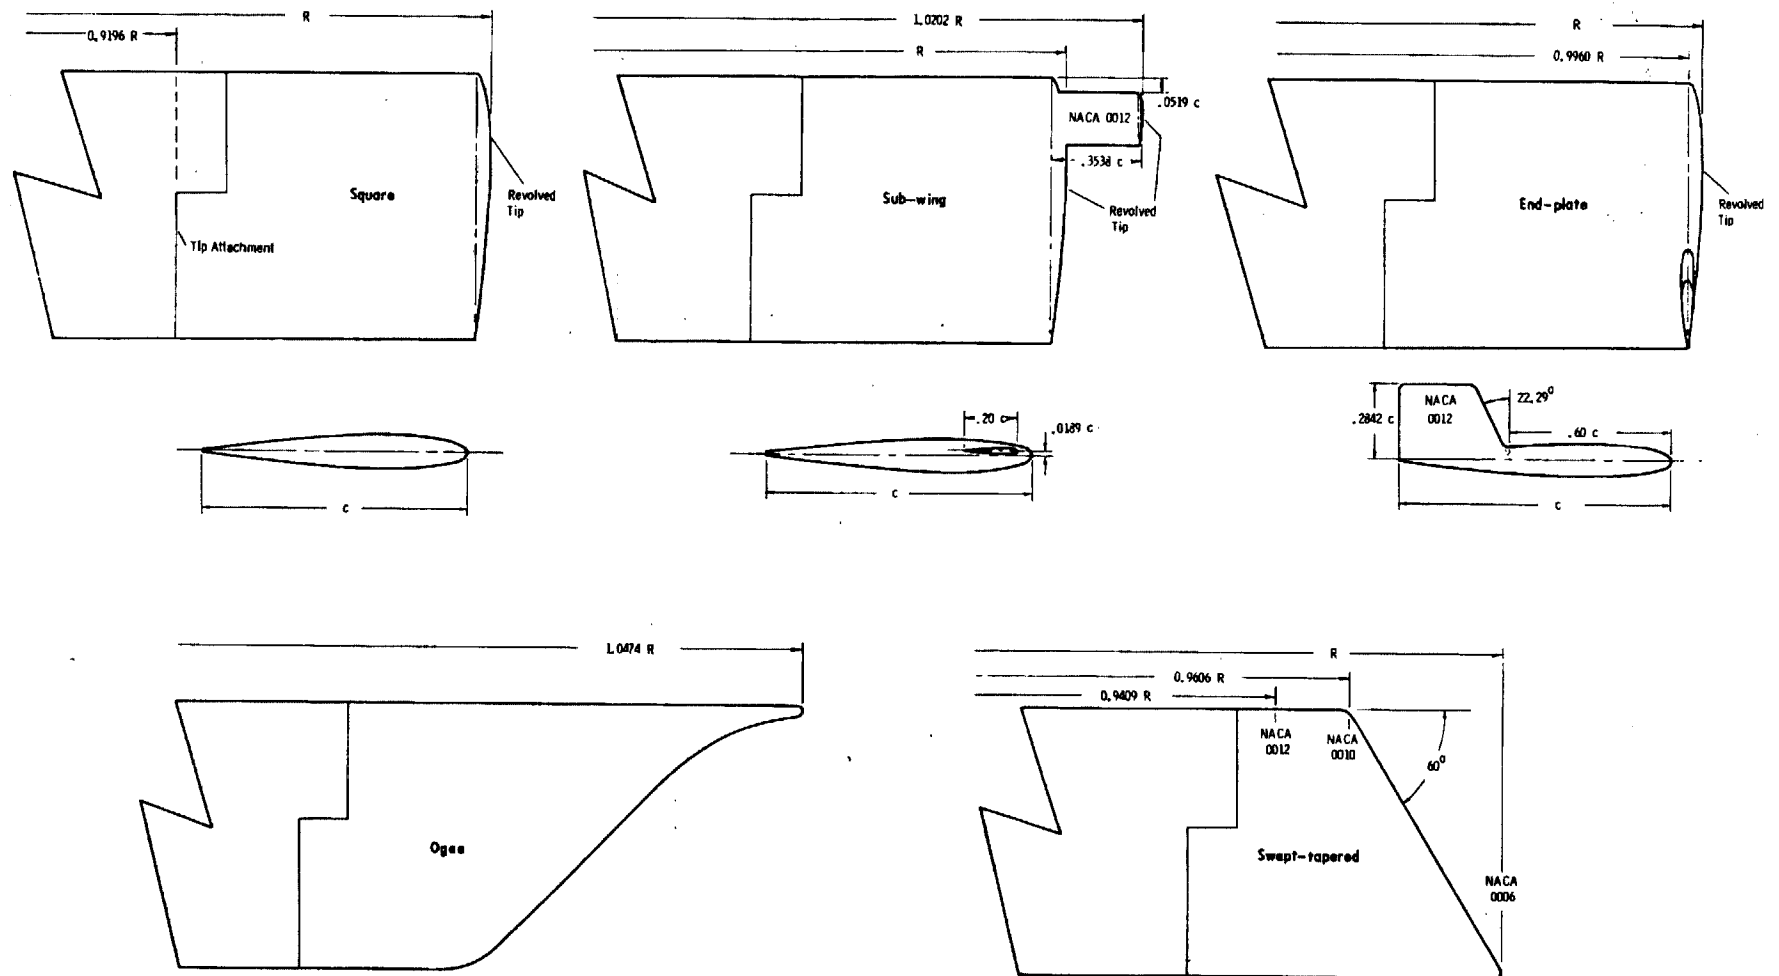 R
0.9196 R
Square
Revolved
Tip
Tip Attachment
c
1.0202 R
R
.0519 c
NACA 0012
.3538 c
Sub-wing
Revolved
Tip
.20 c
.0189 c
c
R
0.9960 R
End-plate
Revolved
Tip
NACA
0012
22.29°
.2842 c
.60 c
c
1.0474 R
Ogee
R
0.9606 R
0.9409 R
NACA
0012
NACA
0010
60°
Swept-tapered
NACA
0006